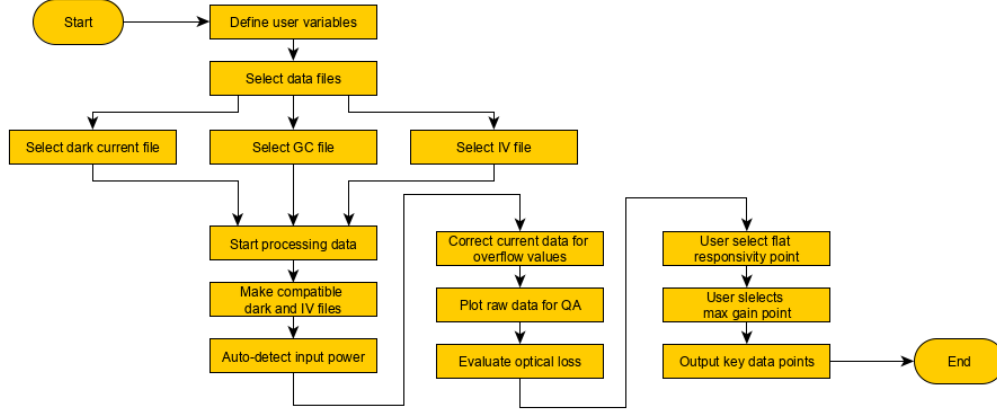 Start
Define user variables
Select data files
Select dark current file
Select GC file
Select IV file
Start processing data
Make compatible
dark and IV files
Auto-detect input power
Correct current data for
overflow values
Plot raw data for QA
Evaluate optical loss
User select flat
responsivity point
User slelects
max gain point
Output key data points
End